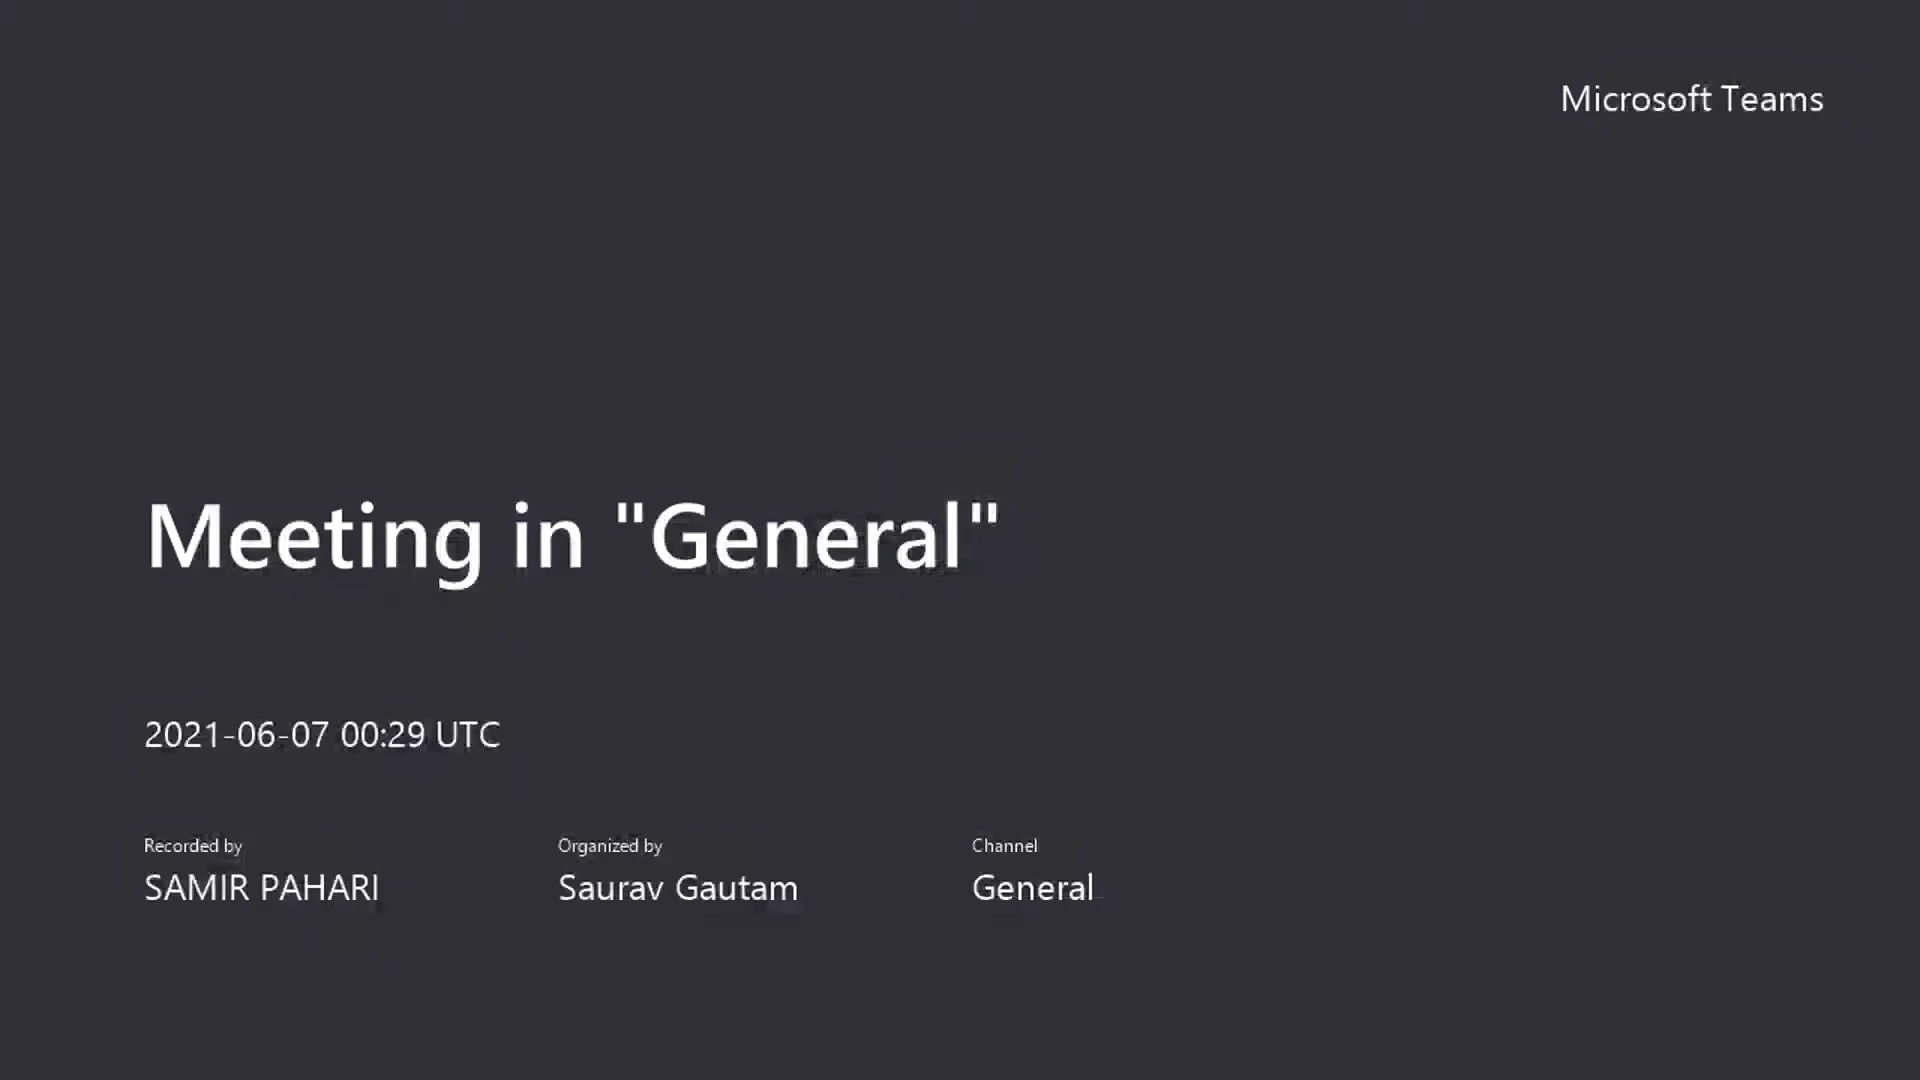 Microsoft Teams
Meeting in "General"
2021-06-07 00:29 UTC
Recorded by
SAMIR PAHARI
Organized by
Saurav Gautam
Channel
General